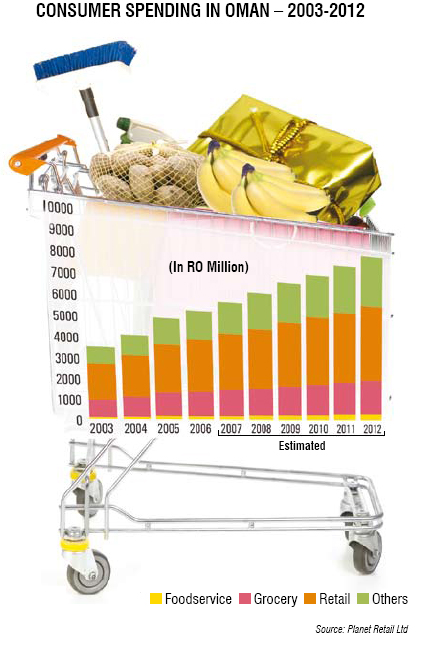 CONSUMER SPENDING IN OMAN – 2003-2012
(In RO Million)
10000
9000
8000
7000
6000
5000
4000
3000
2000
1000
0
2003 2004 2005 2006 2007 2008 2009 2010 2011 2012
Estimated
Foodservice Grocery Retail Others
Source: Planet Retail Ltd